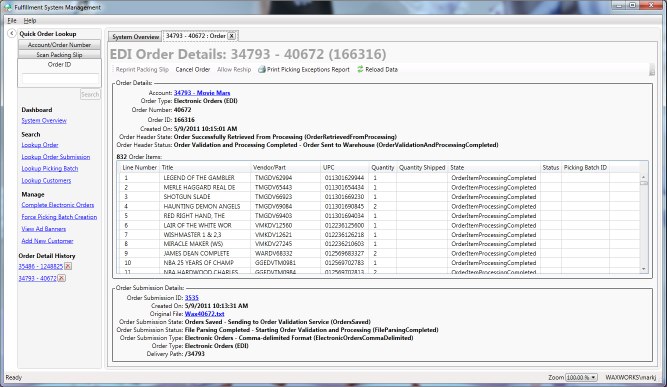 Fulfillment System Management
File Help
Quick Order Lookup
Account/Order Number
Scan Packing Slip
Order ID
Search
Dashboard
System Overview
Search
Lookup Order
Lookup Order Submission
Lookup Picking Batch
Lookup Customers
Manage
Complete Electronic Orders
Force Picking Batch Creation
View Ad Banners
Add New Customer
Order Detail History
35486 - 1248825
34793 - 40672
System Overview 34793 - 40672 : Order X
EDI Order Details: 34793 - 40672 (166316)
Reprint Packing Slip Cancel Order Allow Reship Print Picking Exceptions Report Reload Data
Order Details:
Account: 34793 - Movie Mars
Order Type: Electronic Orders (EDI)
Order Number: 40672
Order ID: 166316
Created On: 5/9/2011 10:15:01 AM
Order Header State: Order Successfully Retrieved From Processing (OrderRetrievedFromProcessing)
Order Header Status: Order Validation and Processing Completed - Order Sent to Warehouse (OrderValidationAndProcessingCompleted)
832 Order Items:
Line Number Title Vendor/Part UPC Quantity Quantity Shipped State Status Picking Batch ID
1 LEGEND OF THE GAMBLER TMGDV62994 011301629944 1 OrderItemProcessingCompleted
2 MERLE HAGGARD REAL DE TMGDV65443 011301654434 1 OrderItemProcessingCompleted
3 SHOTGUN SLADE TMGDV66923 011301669230 1 OrderItemProcessingCompleted
4 HAUNTING DEMON ANGELS TMGDV69084 011301690845 2 OrderItemProcessingCompleted
5 RED RIGHT HAND, THE TMGDV69403 011301694034 1 OrderItemProcessingCompleted
6 LAIR OF THE WHITE WOR VMKDV12560 012236125600 1 OrderItemProcessingCompleted
7 WISHMASTER 1 & 2,3 VMKDV12621 012236126218 1 OrderItemProcessingCompleted
8 MIRACLE MAKER (WS) VMKDV27245 012236210603 1 OrderItemProcessingCompleted
9 JAMES DEAN COMPLETE WARDV68332 012569683327 2 OrderItemProcessingCompleted
10 NBA 25 YEARS OF CHAMP GGEDVTM0981 012569702783 1 OrderItemProcessingCompleted
11 NBA HARDWOOD CHARLES GGEDVTM0984 012569702813 2 OrderItemProcessingCompleted
Order Submission Details:
Order Submission ID: 3535
Created On: 5/9/2011 10:13:31 AM
Original File: Wax40672.txt
Order Submission State: Orders Saved - Sending to Order Validation Service (OrdersSaved)
Order Submission Status: File Parsing Completed - Starting Order Validation and Processing (FileParsingCompleted)
Order Submission Type: Electronic Orders - Comma-delimited Format (ElectronicOrdersCommaDelimited)
Order Type: Electronic Orders (EDI)
Delivery Path: /34793
Ready Zoom 100.00 % WAXWORKS\markj